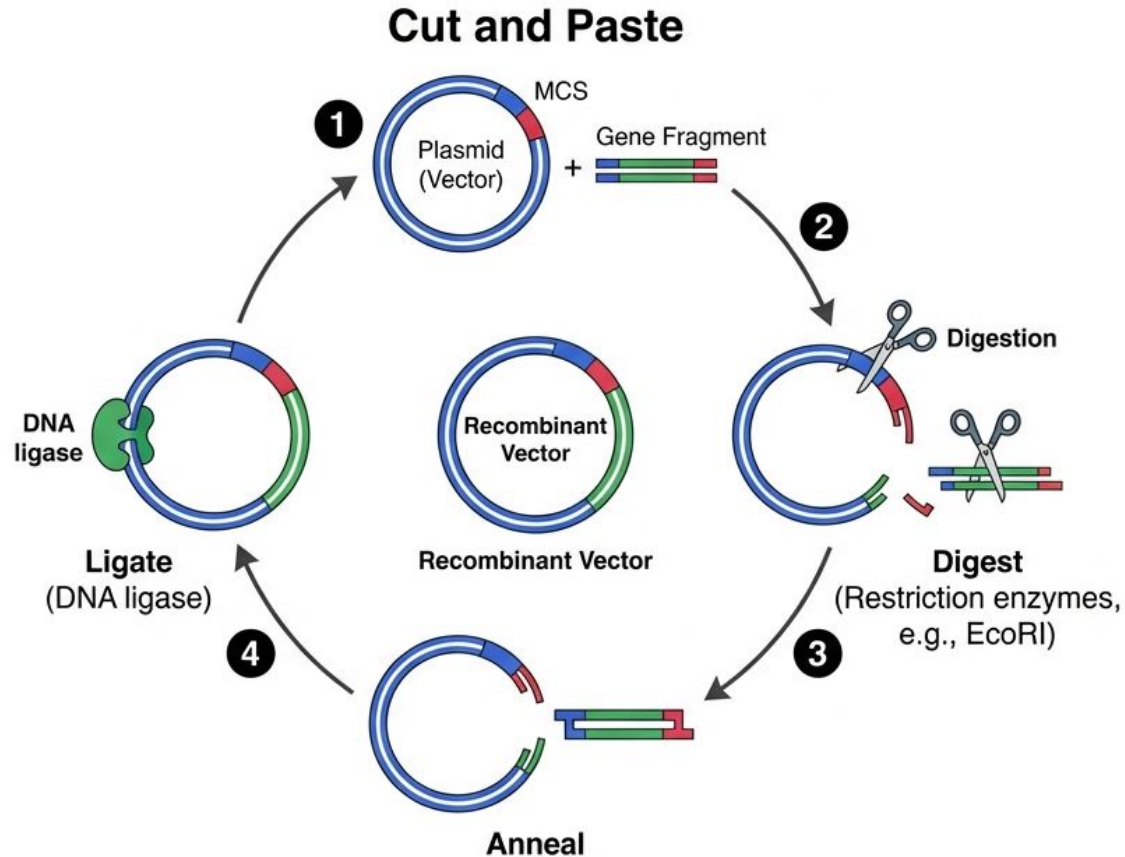 Cut and Paste
1
MCS
Plasmid
(Vector)
+
Gene Fragment
2
Digestion
Digest
(Restriction enzymes,
e.g., EcoRI)
3
Anneal
4
DNA
ligase
Ligate
(DNA ligase)
Recombinant
Vector
Recombinant Vector